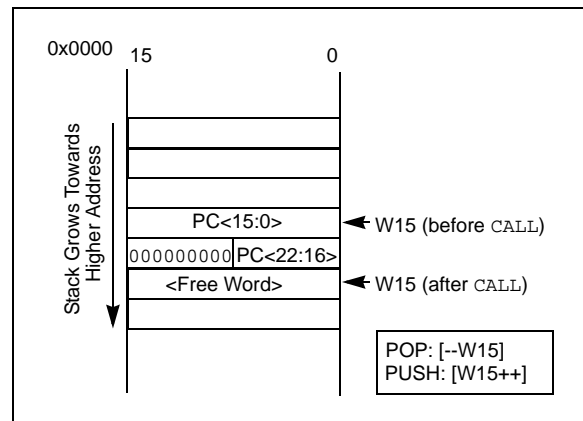 0x0000
15 0
Stack Grows Towards
Higher Address
PC<15:0>
W15 (before CALL)
000000000 PC<22:16>
<Free Word>
W15 (after CALL)
POP: [--W15]
PUSH: [W15++]